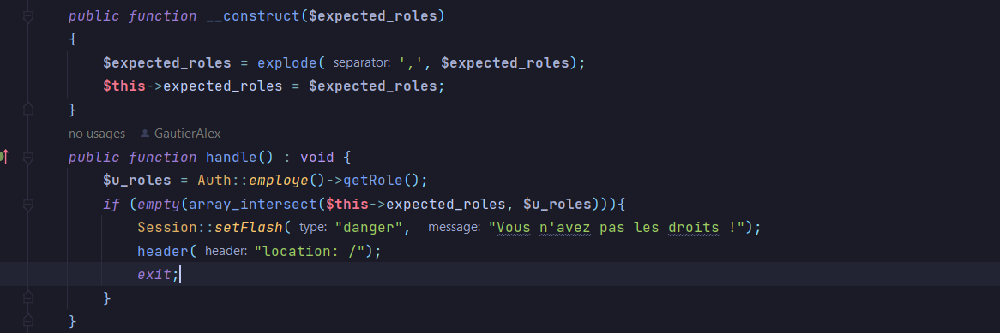 public function __construct($expected_roles)
{
$expected_roles = explode( separator: ',', $expected_roles);
$this->expected_roles = $expected_roles;
}
no usages GautierAlex
public function handle() : void {
$u_roles = Auth::employe()->getRole();
if (empty(array_intersect($this->expected_roles, $u_roles))){
Session::setFlash( type: "danger", message: "Vous n'avez pas les droits !");
header( header: "location: /");
exit;
}
}